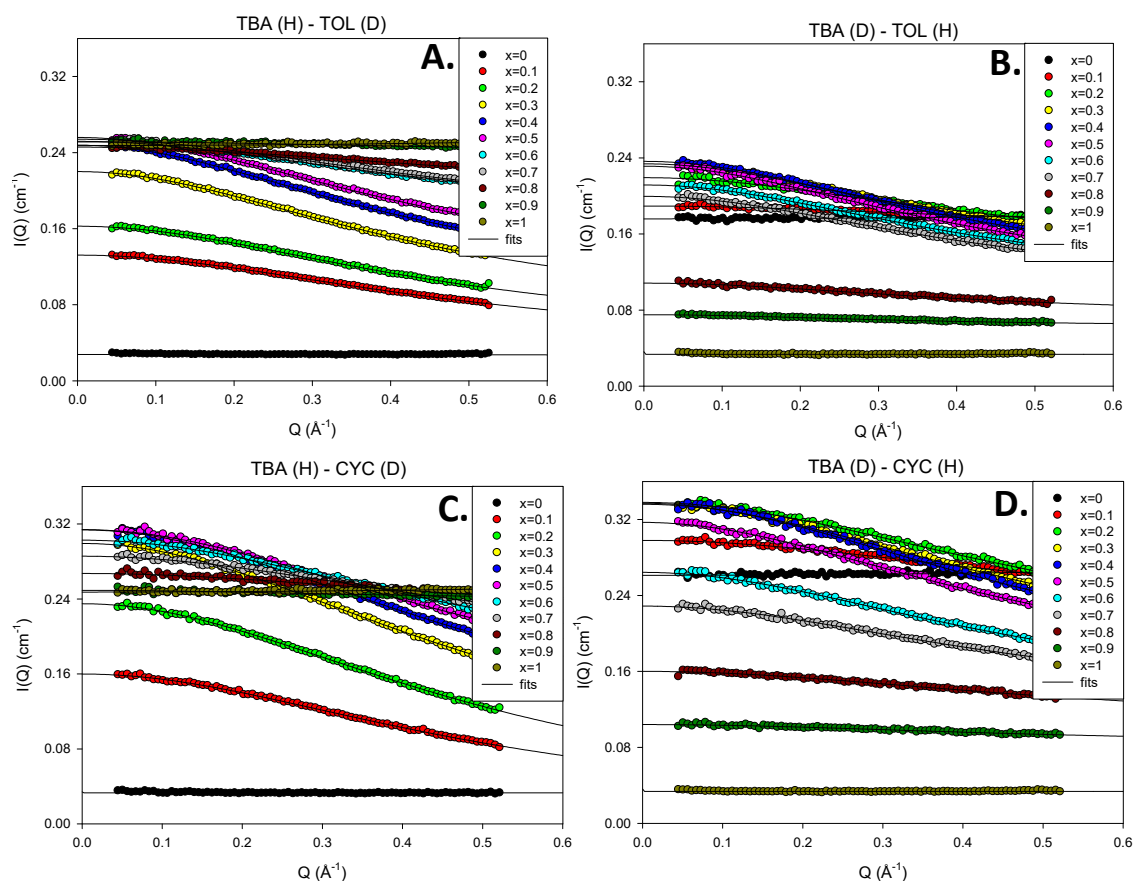 TBA (H) - TOL (D)
A.
x=0
x=0.1
x=0.2
x=0.3
x=0.4
x=0.5
x=0.6
x=0.7
x=0.8
x=0.9
x=1
fits
I(Q) (cm⁻¹)
0.32
0.24
0.16
0.08
0.00
0.0 0.1 0.2 0.3 0.4 0.5 0.6
Q (Å⁻¹)
TBA (D) - TOL (H)
B.
x=0
x=0.1
x=0.2
x=0.3
x=0.4
x=0.5
x=0.6
x=0.7
x=0.8
x=0.9
x=1
fits
I(Q) (cm⁻¹)
0.32
0.24
0.16
0.08
0.00
0.0 0.1 0.2 0.3 0.4 0.5 0.6
Q (Å⁻¹)
TBA (H) - CYC (D)
C.
x=0
x=0.1
x=0.2
x=0.3
x=0.4
x=0.5
x=0.6
x=0.7
x=0.8
x=0.9
x=1
fits
I(Q) (cm⁻¹)
0.32
0.24
0.16
0.08
0.00
0.0 0.1 0.2 0.3 0.4 0.5 0.6
Q (Å⁻¹)
TBA (D) - CYC (H)
D.
x=0
x=0.1
x=0.2
x=0.3
x=0.4
x=0.5
x=0.6
x=0.7
x=0.8
x=0.9
x=1
fits
I(Q) (cm⁻¹)
0.32
0.24
0.16
0.08
0.00
0.0 0.1 0.2 0.3 0.4 0.5 0.6
Q (Å⁻¹)